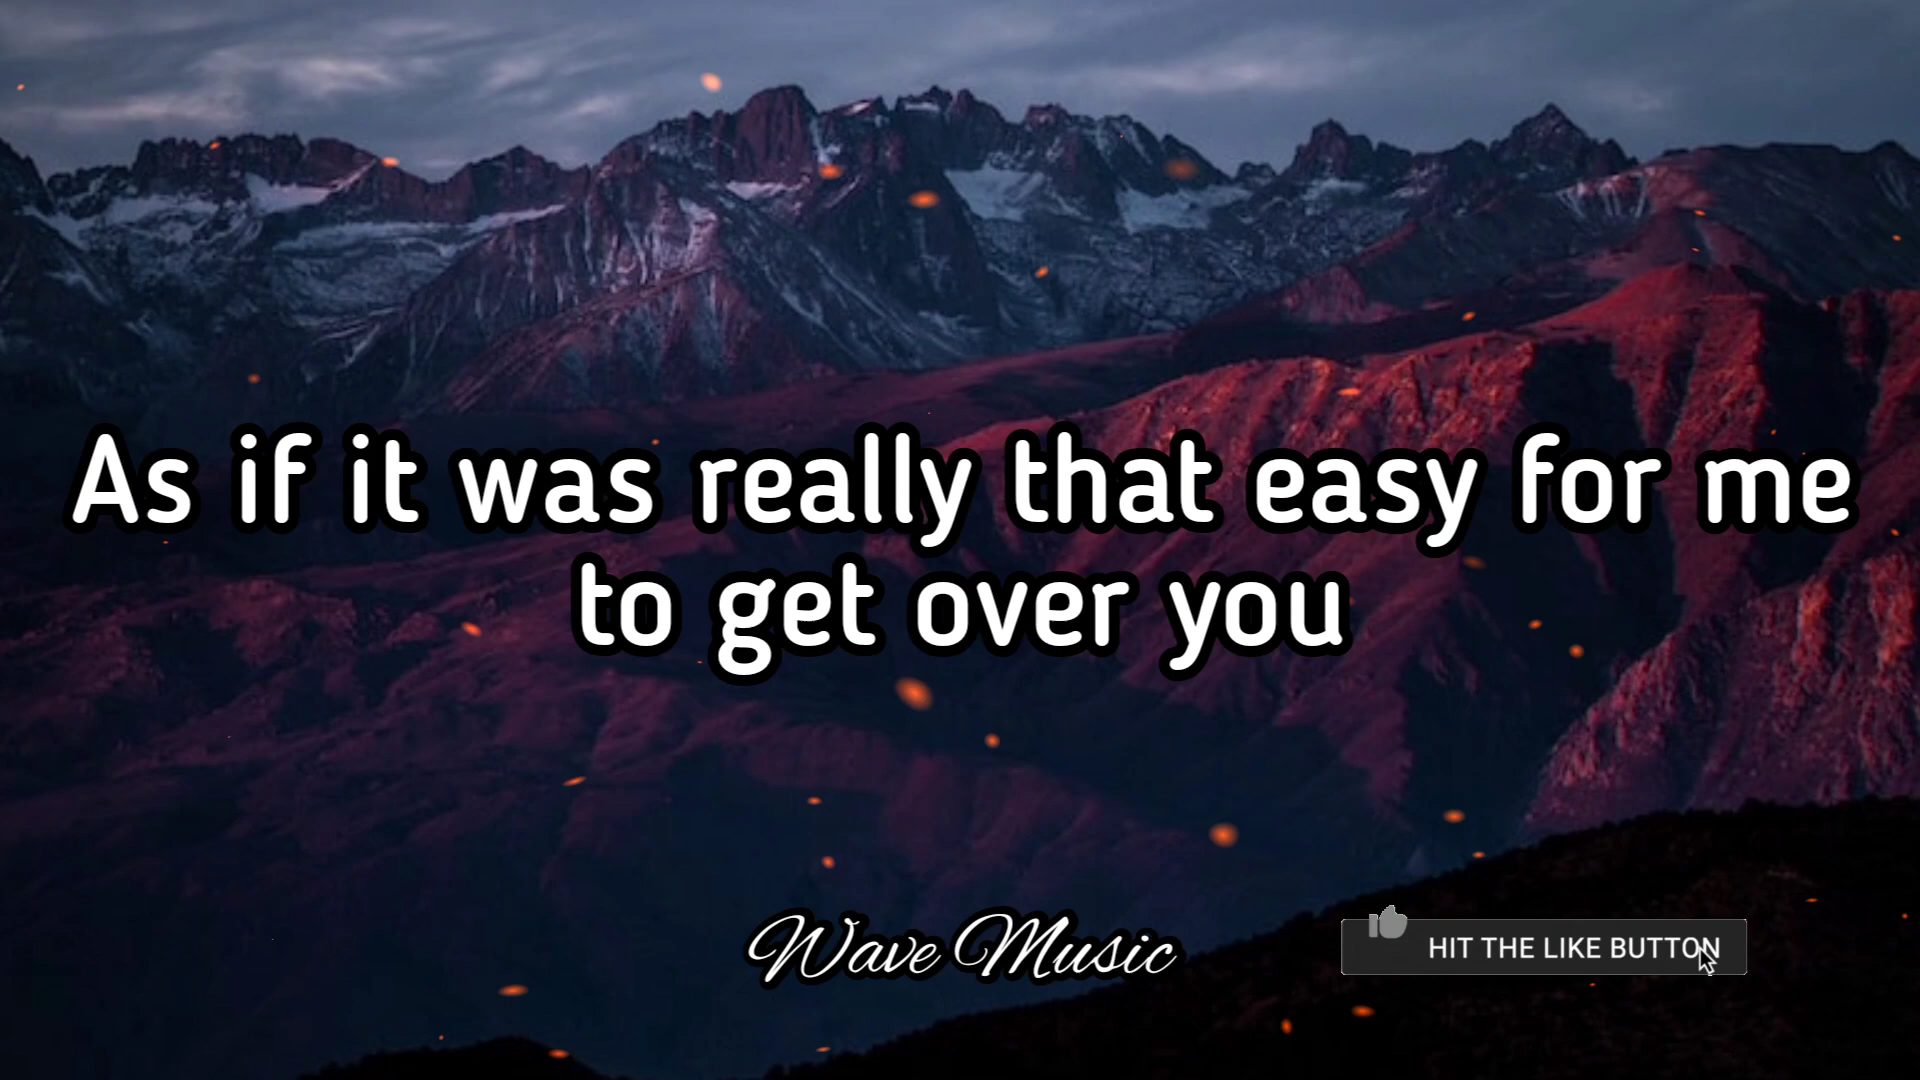 As if it was really that easy for me
to get over you
Wave Music
HIT THE LIKE BUTTON